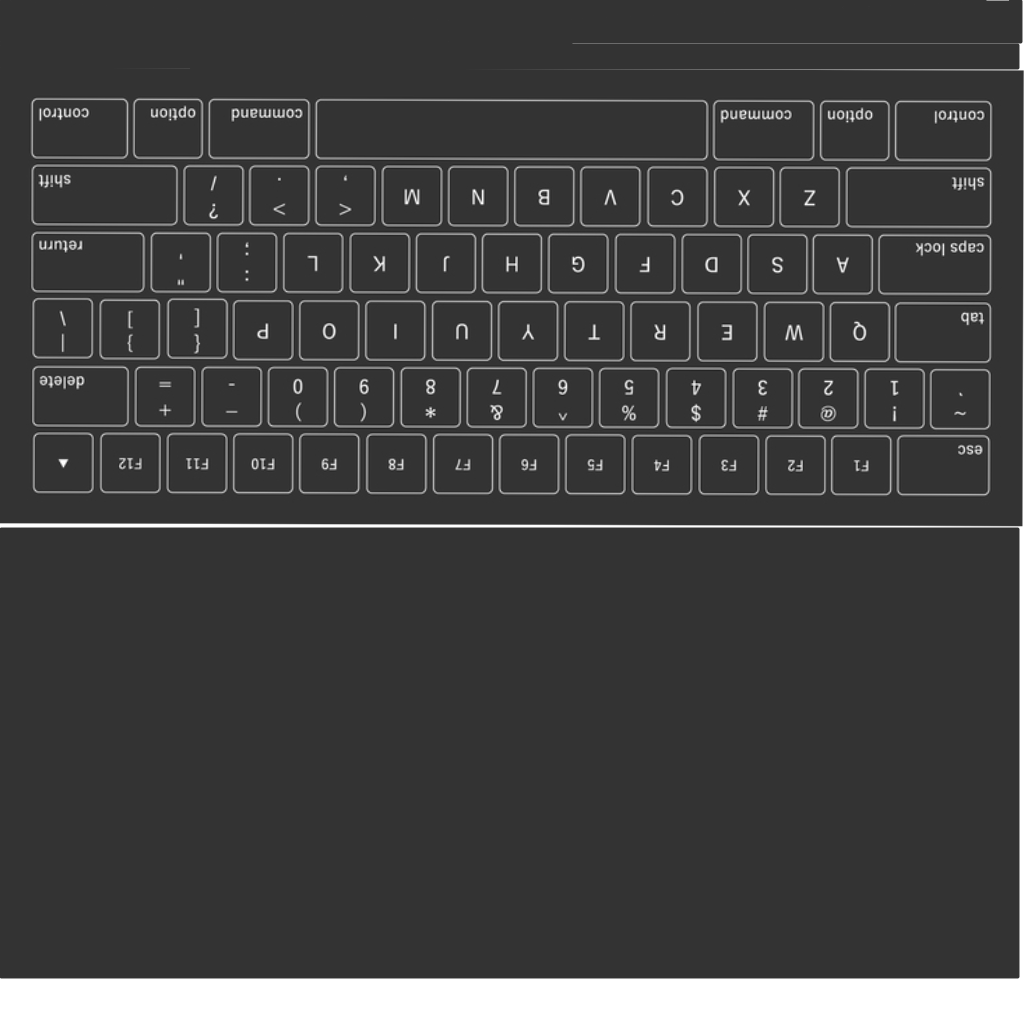 esc F1 F2 F3 F4 F5 F6 F7 F8 F9 F10 F11 F12
~ ! @ # $ % ^ & * ( ) _ +
` 1 2 3 4 5 6 7 8 9 0 - = delete
{ } |
tab Q W E R T Y U I O P [ ] \
: "
caps lock A S D F G H J K L ; ' return
< > ?
shift Z X C V B N M , . / shift
control option command command option control